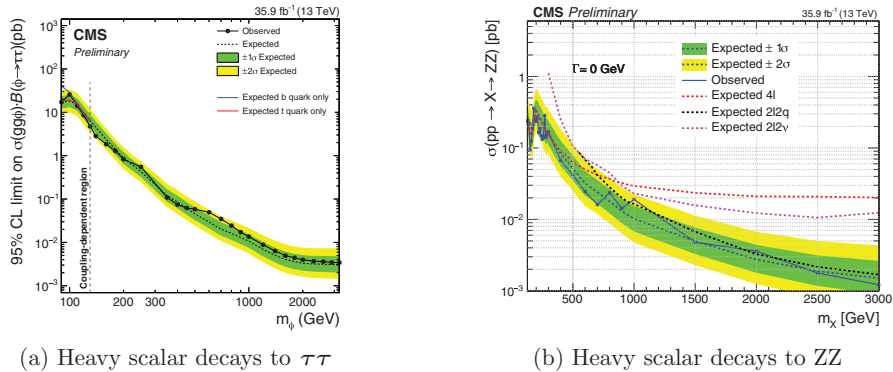 35.9 fb⁻¹ (13 TeV)
CMS
Preliminary
Observed
Expected
±1σ Expected
±2σ Expected
Expected b quark only
Expected t quark only
Coupling-dependent region
95% CL limit on σ(ggϕ)·B(ϕ→ττ)(pb)
10³
10²
10
1
10⁻¹
10⁻²
10⁻³
100 200 300 1000 2000
mϕ (GeV)
(a) Heavy scalar decays to ττ
CMS Preliminary 35.9 fb⁻¹ (13 TeV)
σ(pp → X → ZZ) [pb]
Γ = 0 GeV
Expected ± 1σ
Expected ± 2σ
Observed
Expected 4l
Expected 2l2q
Expected 2l2ν
1
10⁻¹
10⁻²
10⁻³
500 1000 1500 2000 2500 3000
mX [GeV]
(b) Heavy scalar decays to ZZ